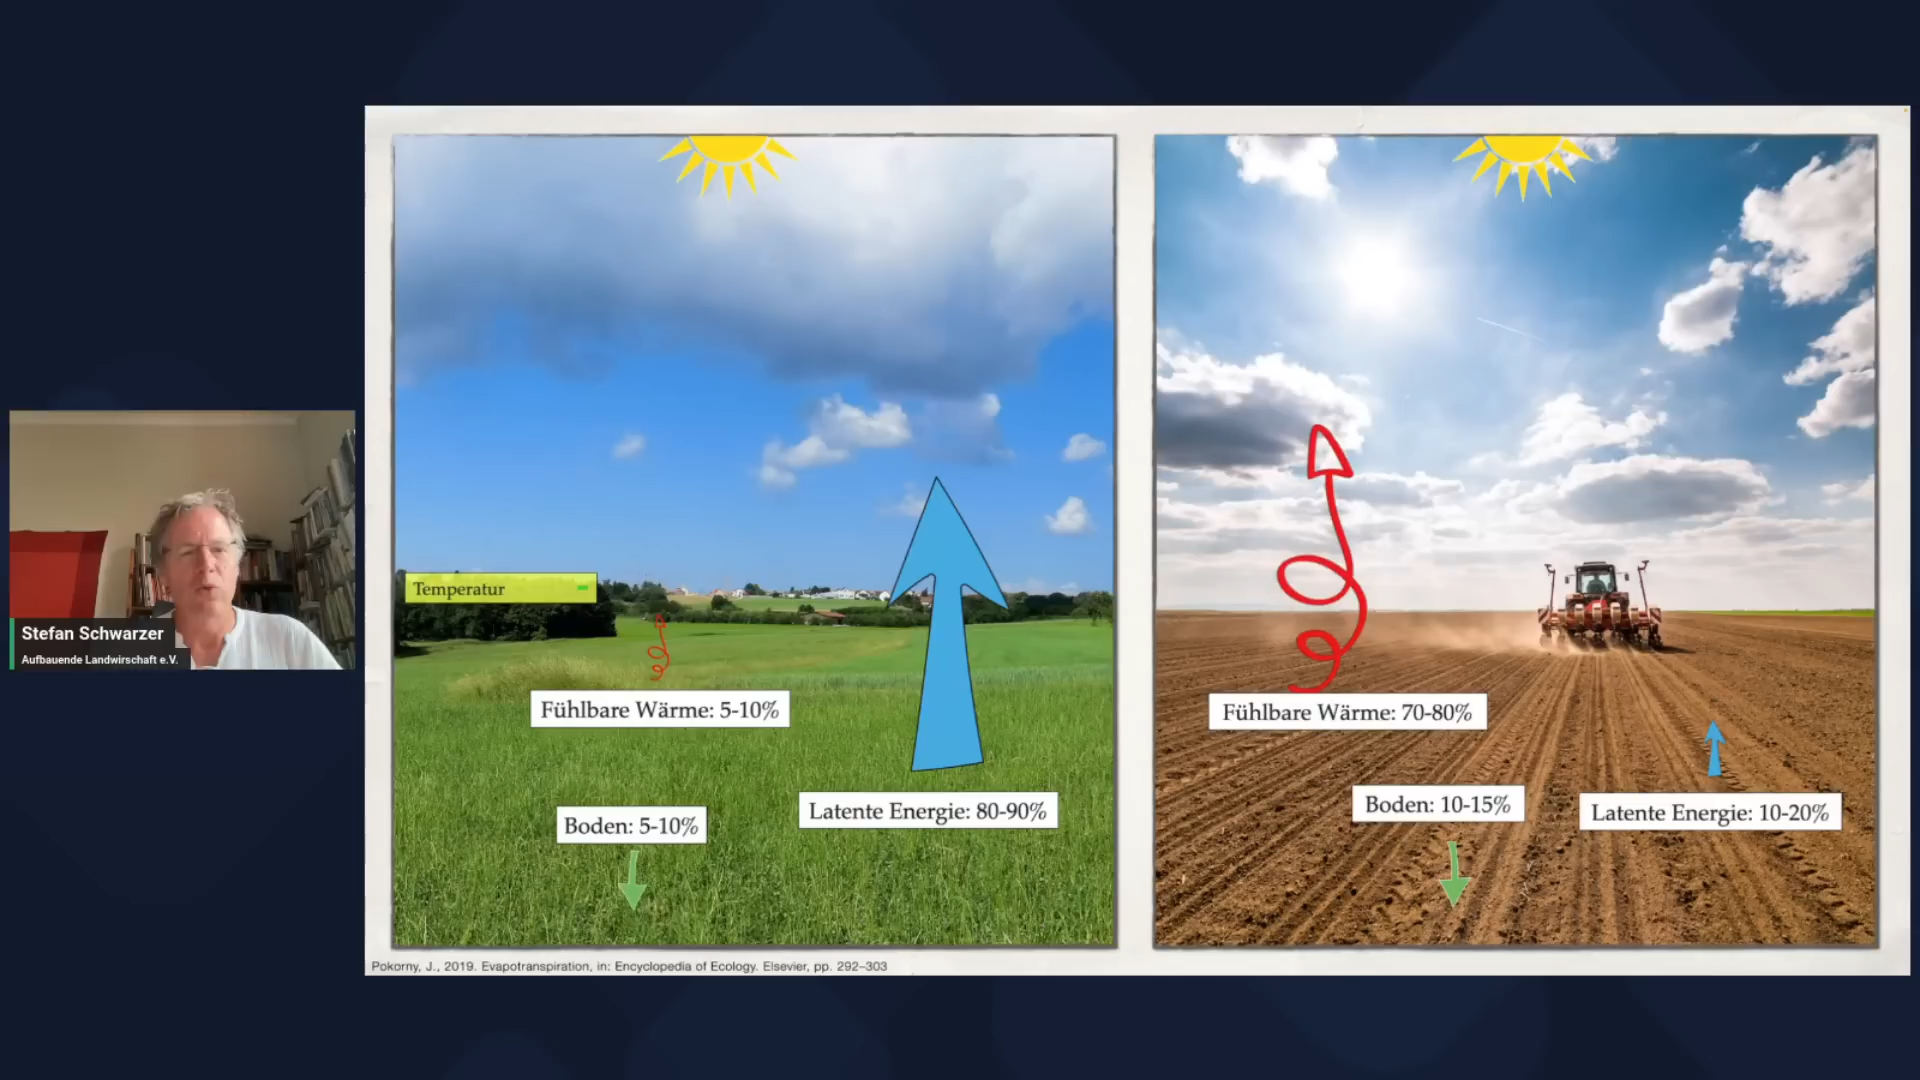 Stefan Schwarzer
Aufbauende Landwirschaft e.V.
Temperatur
Fühlbare Wärme: 5-10%
Boden: 5-10%
Latente Energie: 80-90%
Fühlbare Wärme: 70-80%
Boden: 10-15%
Latente Energie: 10-20%
Pokorny, J., 2019. Evapotranspiration, in: Encyclopedia of Ecology. Elsevier, pp. 292–303